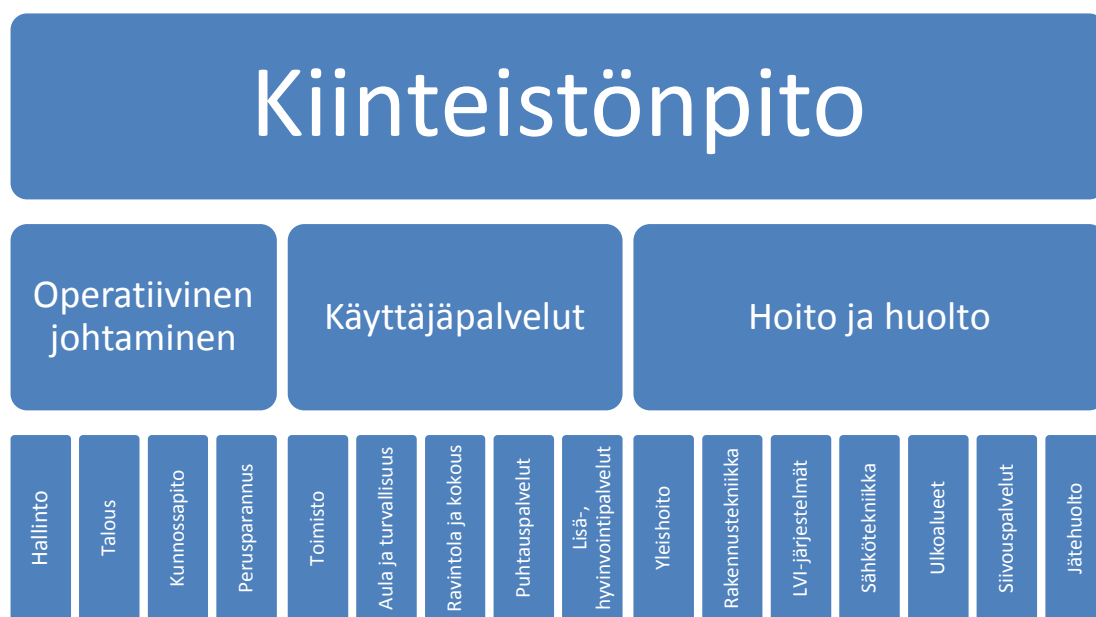 Kiinteistönpito
Operatiivinen
johtaminen
Käyttäjäpalvelut
Hoito ja huolto
Hallinto
Talous
Kunnossapito
Perusparannus
Toimisto
Aula ja turvallisuus
Ravintola ja kokous
Puhtauspalvelut
Lisä-,
hyvinvointipalvelut
Yleishoito
Rakennustekniikka
LVI-järjestelmät
Sähkötekniikka
Ulkoalueet
Siivouspalvelut
Jätehuolto